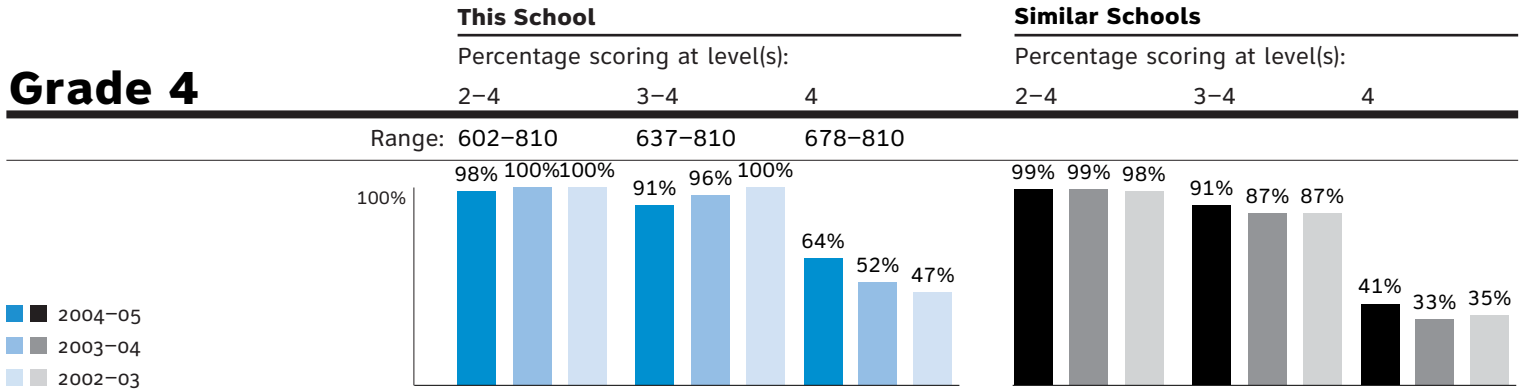 This School Similar Schools
Percentage scoring at level(s): Percentage scoring at level(s):
Grade 4 2–4 3–4 4 2–4 3–4 4
Range: 602–810 637–810 678–810
98% 100% 100% 91% 96% 100% 64% 52% 47% 99% 99% 98% 91% 87% 87% 41% 33% 35%
100%
2004–05
2003–04
2002–03